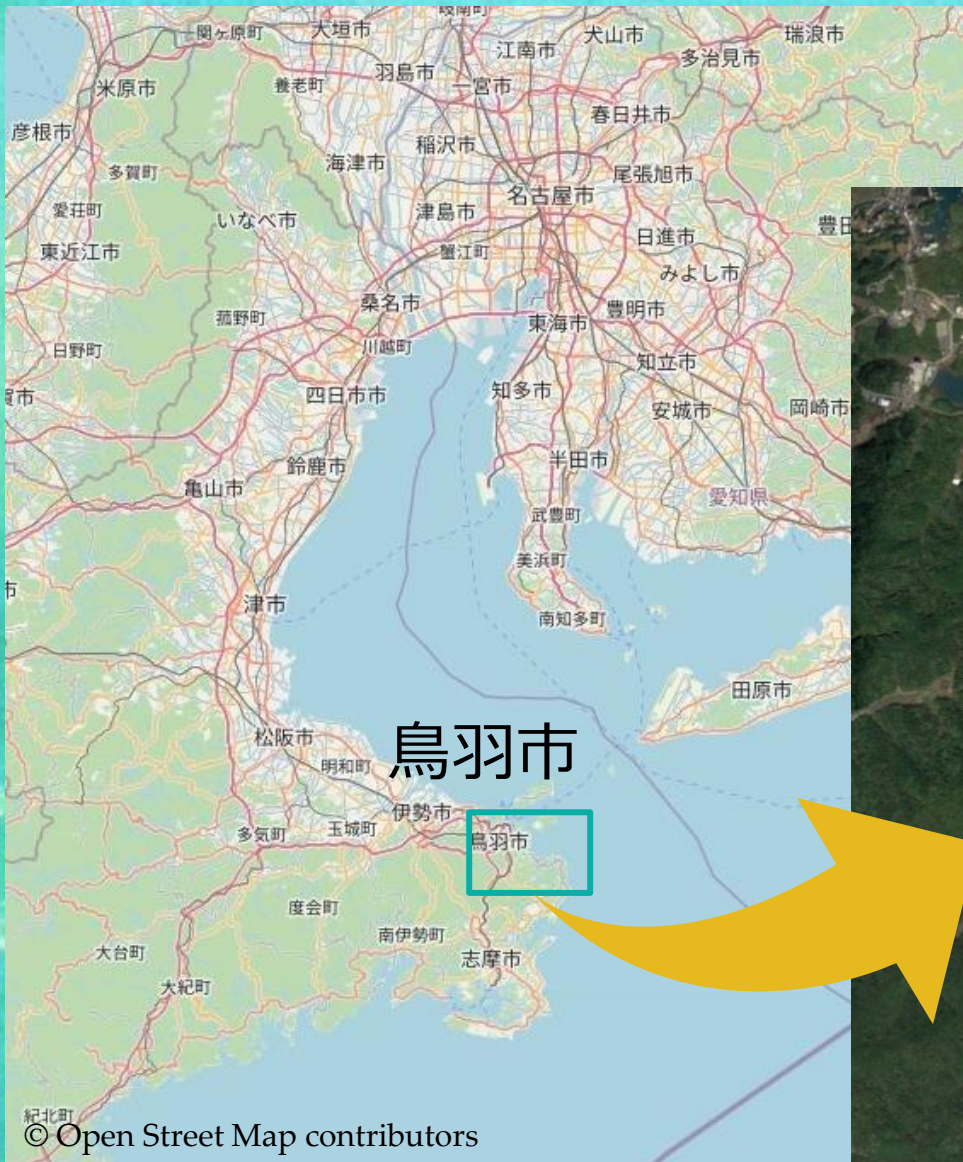 岐南町
関ヶ原町
大垣市
犬山市
瑞浪市
江南市
多治見市
米原市
養老町
羽島市
一宮市
春日井市
彦根市
稲沢市
多賀町
海津市
尾張旭市
名古屋市
愛荘町
いなべ市
津島市
日進市
東近江市
蟹江町
みよし市
桑名市
菰野町
東海市
豊明市
日野町
川越町
知立市
四日市市
知多市
安城市
岡崎市
鈴鹿市
半田市
亀山市
愛知県
武豊町
美浜町
津市
南知多町
田原市
松阪市
鳥羽市
明和町
伊勢市
多気町
玉城町
鳥羽市
度会町
南伊勢町
大台町
志摩市
大紀町
紀北町
© Open Street Map contributors